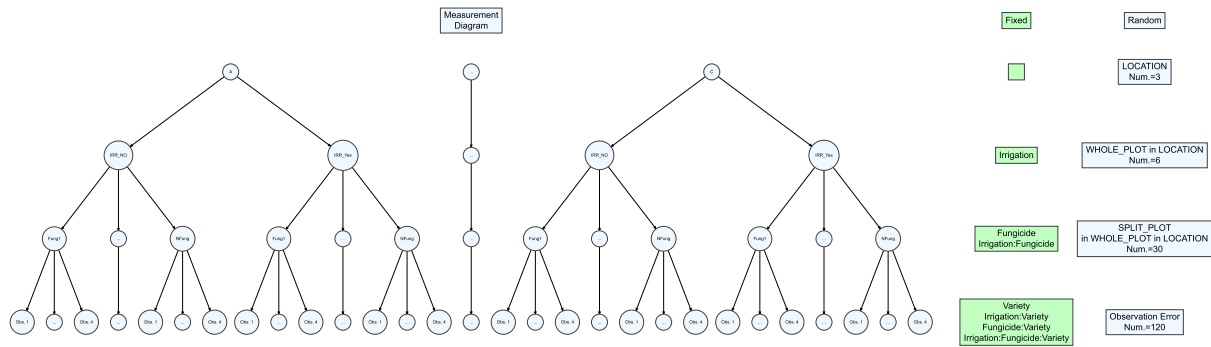 Measurement
Diagram
Fixed
Random
A
...
C
LOCATION
Num.=3
IRR_NO
IRR_Yes
...
IRR_NO
IRR_Yes
Irrigation
WHOLE_PLOT in LOCATION
Num.=6
Fung1
...
NFung
Fung1
...
NFung
...
Fung1
...
NFung
Fung1
...
NFung
Fungicide
Irrigation:Fungicide
SPLIT_PLOT
in WHOLE_PLOT in LOCATION
Num.=30
Obs. 1
...
Obs. 4
...
Obs. 1
...
Obs. 4
Obs. 1
...
Obs. 4
...
Obs. 1
...
Obs. 4
...
Obs. 1
...
Obs. 4
...
Obs. 1
...
Obs. 4
Obs. 1
...
Obs. 4
...
Obs. 1
...
Obs. 4
Variety
Irrigation:Variety
Fungicide:Variety
Irrigation:Fungicide:Variety
Observation Error
Num.=120